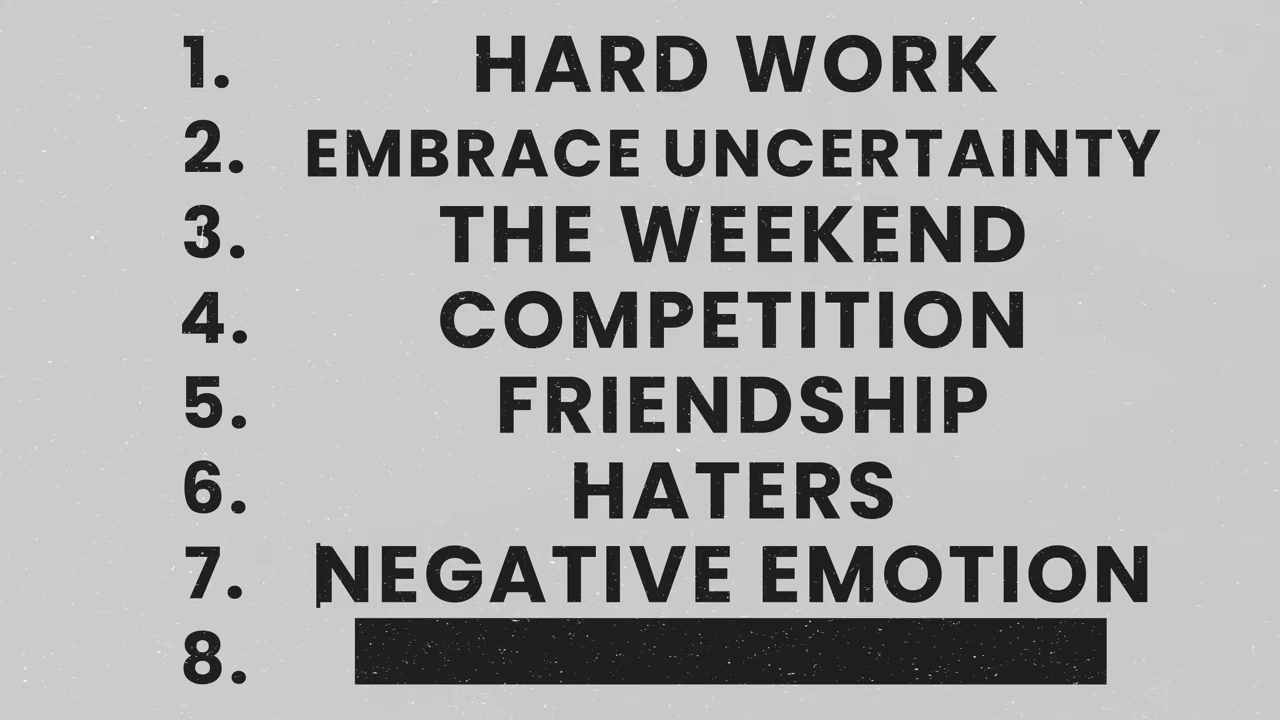 1. HARD WORK
2. EMBRACE UNCERTAINTY
3. THE WEEKEND
4. COMPETITION
5. FRIENDSHIP
6. HATERS
7. NEGATIVE EMOTION
8.